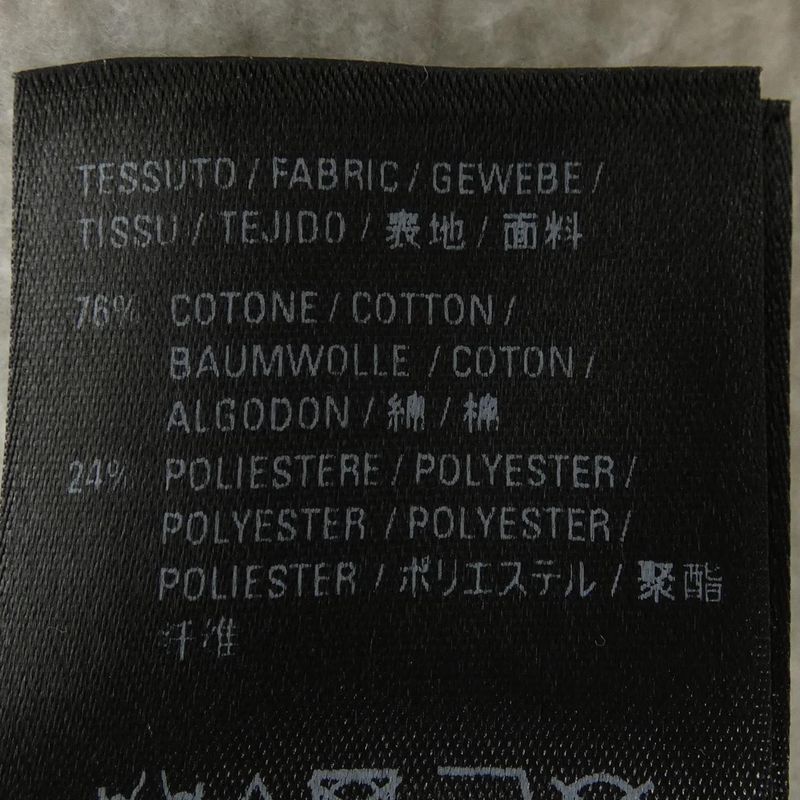 TESSUTO / FABRIC / GEWEBE /
TISSU / TEJIDO / 表地 / 面料
76% COTONE / COTTON /
BAUMWOLLE / COTON /
ALGODON / 綿 / 棉
24% POLIESTERE / POLYESTER /
POLYESTER / POLYESTER /
POLIESTER / ポリエステル / 聚酯
纤维